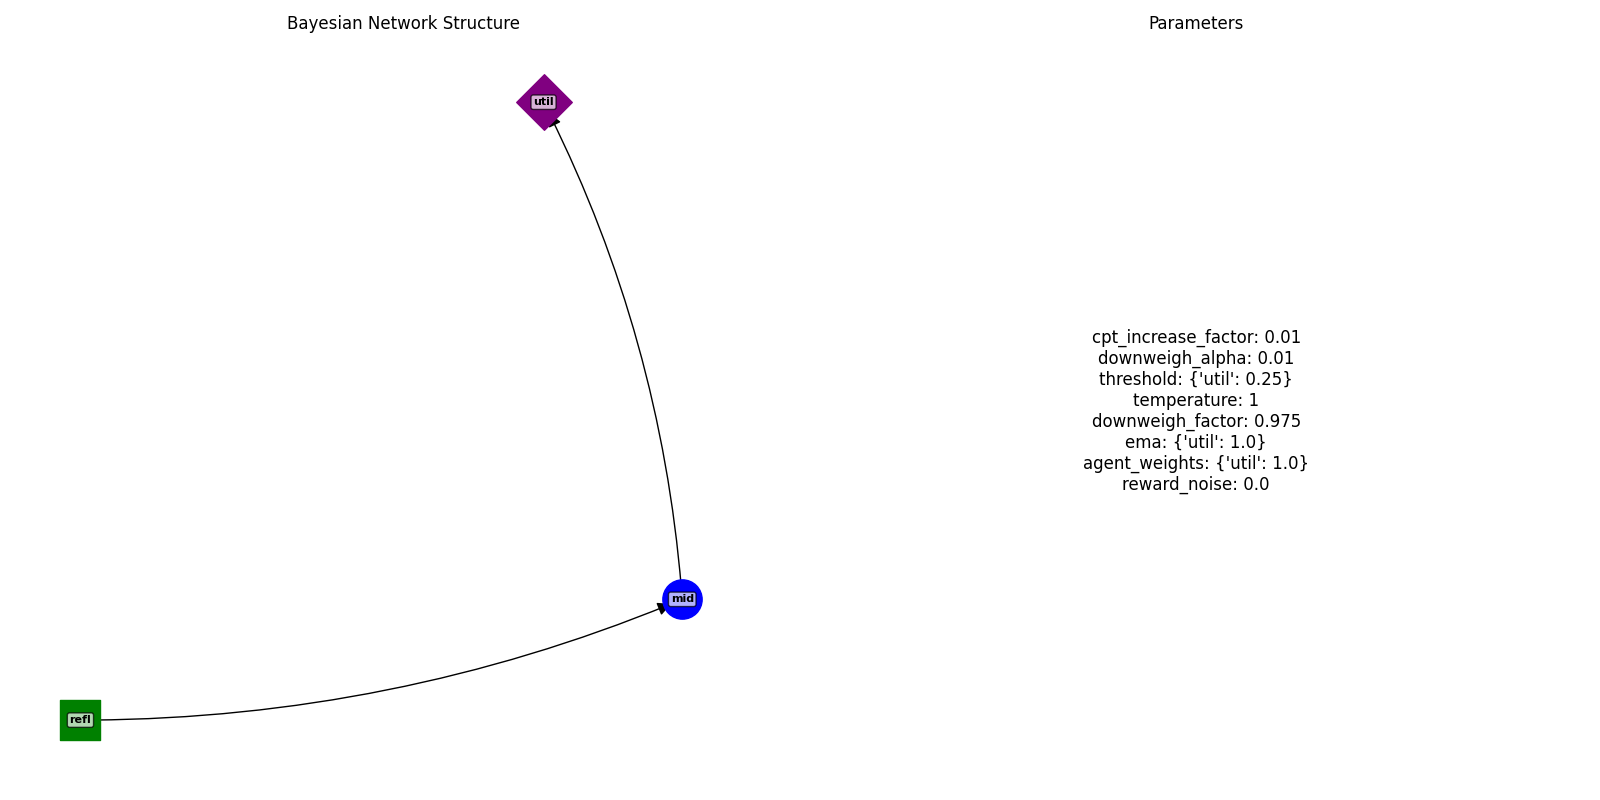 Bayesian Network Structure
Parameters
util
mid
refl
cpt_increase_factor: 0.01
downweigh_alpha: 0.01
threshold: {'util': 0.25}
temperature: 1
downweigh_factor: 0.975
ema: {'util': 1.0}
agent_weights: {'util': 1.0}
reward_noise: 0.0